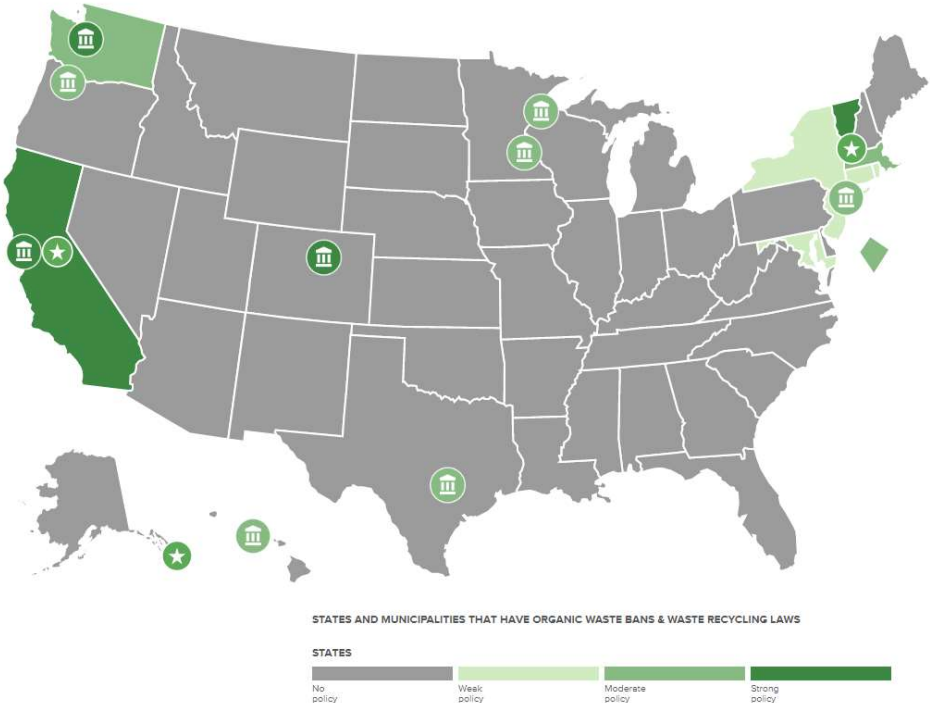 STATES AND MUNICIPALITIES THAT HAVE ORGANIC WASTE BANS & WASTE RECYCLING LAWS
STATES
No
policy
Weak
policy
Moderate
policy
Strong
policy